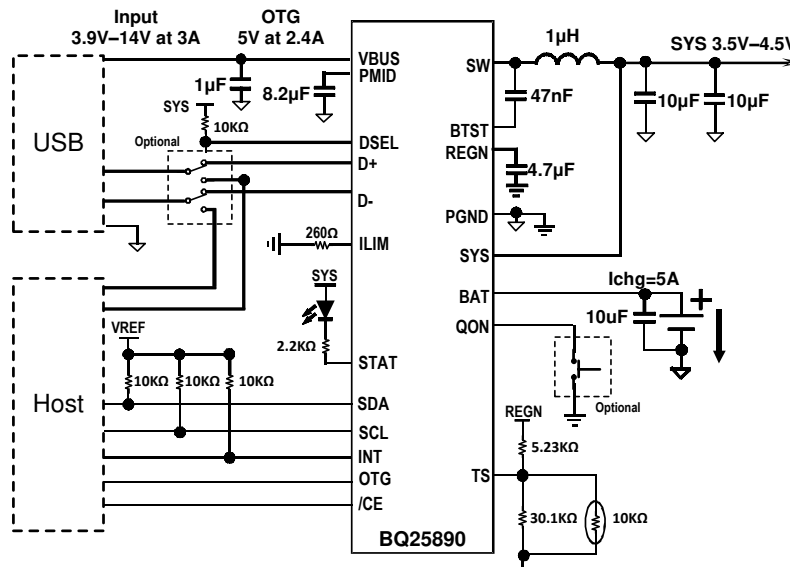 Input
3.9V–14V at 3A
OTG
5V at 2.4A
1µH
SYS 3.5V–4.5V
VBUS
PMID
SW
1µF
8.2µF
47nF
10µF
10µF
SYS
10KΩ
BTST
USB
Optional
DSEL
REGN
D+
4.7µF
D-
PGND
260Ω
ILIM
SYS
SYS
BAT
Ichg=5A
+
QON
10uF
VREF
2.2KΩ
STAT
10KΩ
10KΩ
10KΩ
Host
SDA
REGN
Optional
SCL
5.23KΩ
INT
TS
OTG
/CE
30.1KΩ
10KΩ
BQ25890